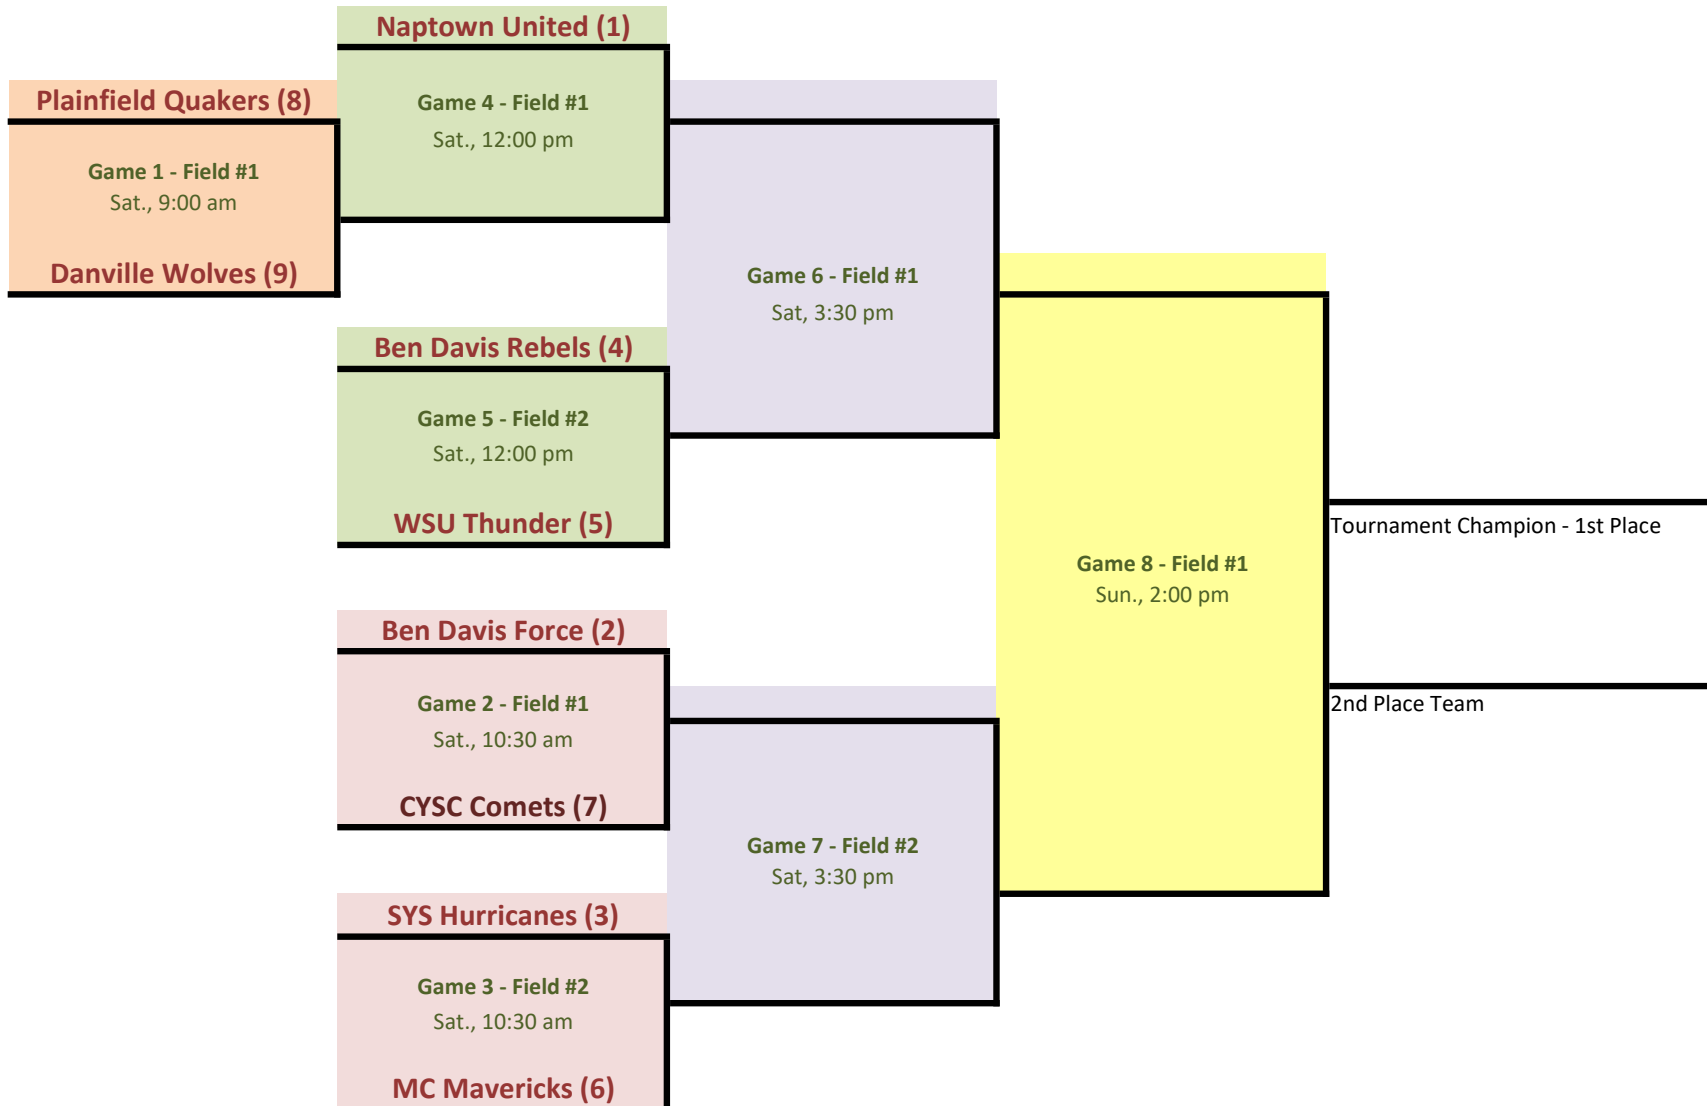 Naptown United (1)
Plainfield Quakers (8)
Game 4 - Field #1
Sat., 12:00 pm
Game 1 - Field #1
Sat., 9:00 am
Danville Wolves (9)
Game 6 - Field #1
Sat, 3:30 pm
Ben Davis Rebels (4)
Game 5 - Field #2
Sat., 12:00 pm
WSU Thunder (5)
Tournament Champion - 1st Place
Game 8 - Field #1
Sun., 2:00 pm
Ben Davis Force (2)
Game 2 - Field #1
Sat., 10:30 am
2nd Place Team
CYSC Comets (7)
Game 7 - Field #2
Sat, 3:30 pm
SYS Hurricanes (3)
Game 3 - Field #2
Sat., 10:30 am
MC Mavericks (6)